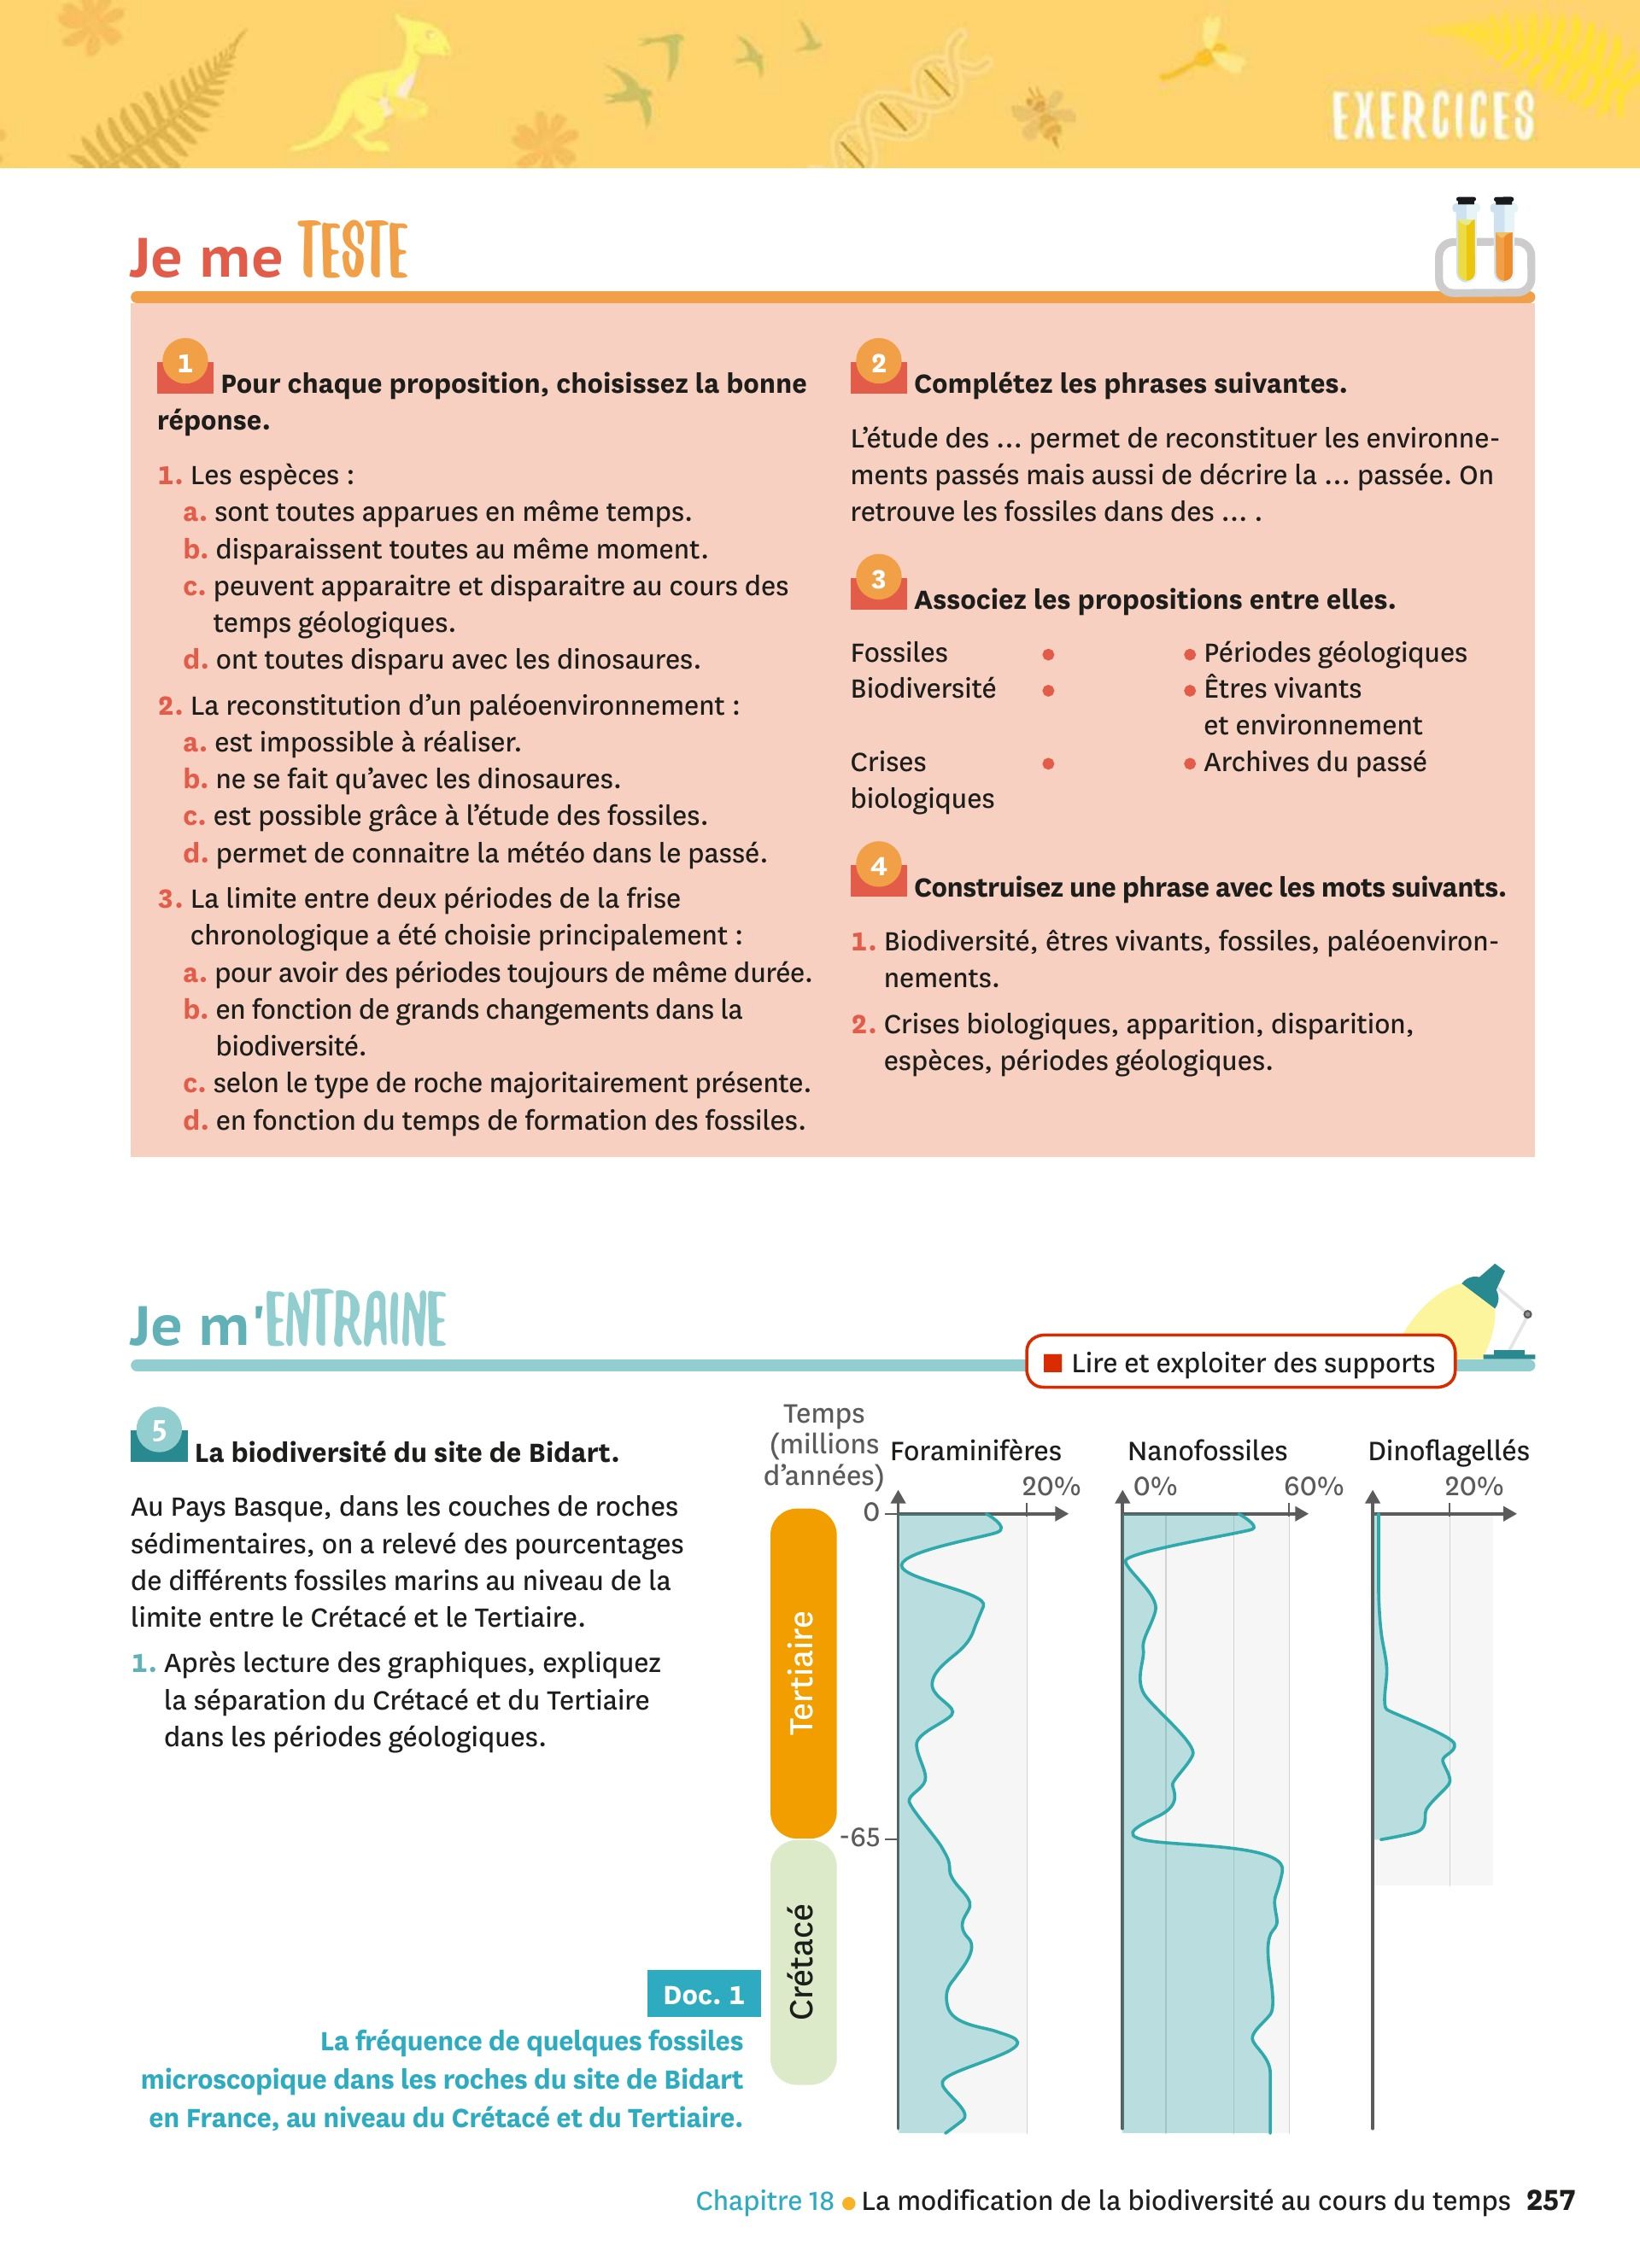 EXERCICES
Je me TESTE
1 Pour chaque proposition, choisissez la bonne
réponse.
1. Les espèces :
a. sont toutes apparues en même temps.
b. disparaissent toutes au même moment.
c. peuvent apparaitre et disparaitre au cours des
temps géologiques.
d. ont toutes disparu avec les dinosaures.
2. La reconstitution d'un paléoenvironnement :
a. est impossible à réaliser.
b. ne se fait qu'avec les dinosaures.
c. est possible grâce à l'étude des fossiles.
d. permet de connaitre la météo dans le passé.
3. La limite entre deux périodes de la frise
chronologique a été choisie principalement :
a. pour avoir des périodes toujours de même durée.
b. en fonction de grands changements dans la
biodiversité.
c. selon le type de roche majoritairement présente.
d. en fonction du temps de formation des fossiles.
2 Complétez les phrases suivantes.
L'étude des ... permet de reconstituer les environne-
ments passés mais aussi de décrire la ... passée. On
retrouve les fossiles dans des ... .
3 Associez les propositions entre elles.
Fossiles • • Périodes géologiques
Biodiversité • • Êtres vivants
et environnement
Crises • • Archives du passé
biologiques
4 Construisez une phrase avec les mots suivants.
1. Biodiversité, êtres vivants, fossiles, paléoenviron-
nements.
2. Crises biologiques, apparition, disparition,
espèces, périodes géologiques.
Je m'ENTRAINE
Lire et exploiter des supports
5 La biodiversité du site de Bidart.
Au Pays Basque, dans les couches de roches
sédimentaires, on a relevé des pourcentages
de différents fossiles marins au niveau de la
limite entre le Crétacé et le Tertiaire.
1. Après lecture des graphiques, expliquez
la séparation du Crétacé et du Tertiaire
dans les périodes géologiques.
Temps
(millions
d'années)
Foraminifères Nanofossiles Dinoflagellés
20% 0% 60% 20%
0
Tertiaire
-65
Crétacé
Doc. 1
La fréquence de quelques fossiles
microscopique dans les roches du site de Bidart
en France, au niveau du Crétacé et du Tertiaire.
Chapitre 18 • La modification de la biodiversité au cours du temps 257